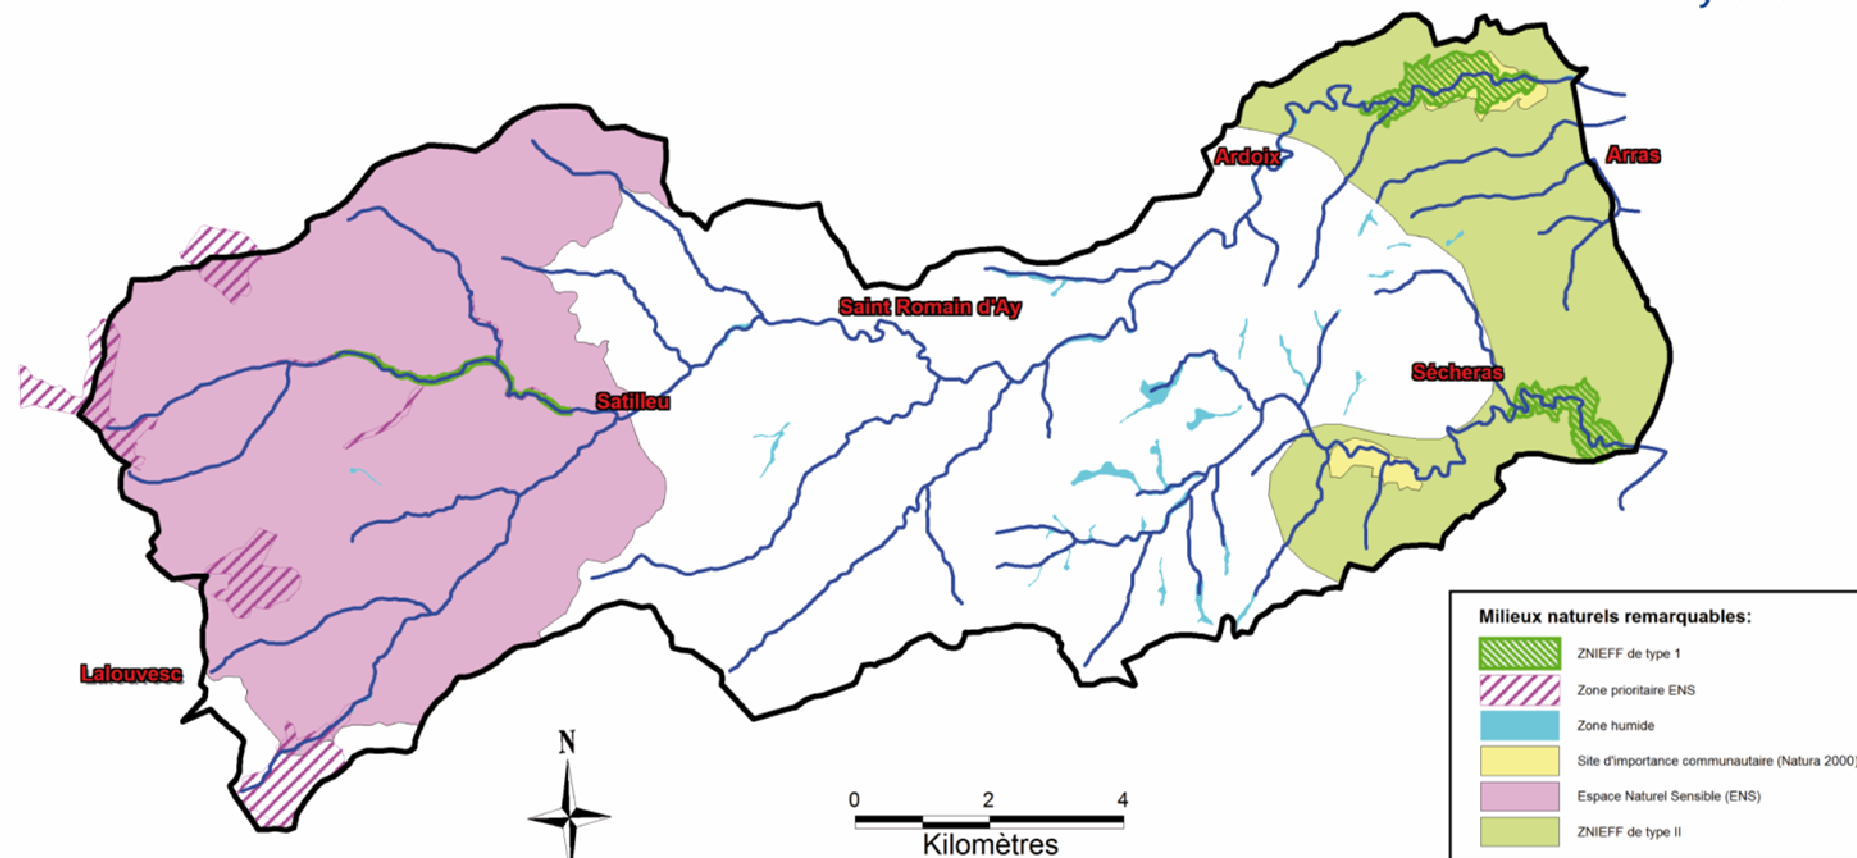 Ardoix
Arras
Saint Romain d'Ay
Sécheras
Satilleu
Lalouvesc
N
0 2 4
Kilomètres
Milieux naturels remarquables:
ZNIEFF de type 1
Zone prioritaire ENS
Zone humide
Site d'importance communautaire (Natura 2000)
Espace Naturel Sensible (ENS)
ZNIEFF de type II